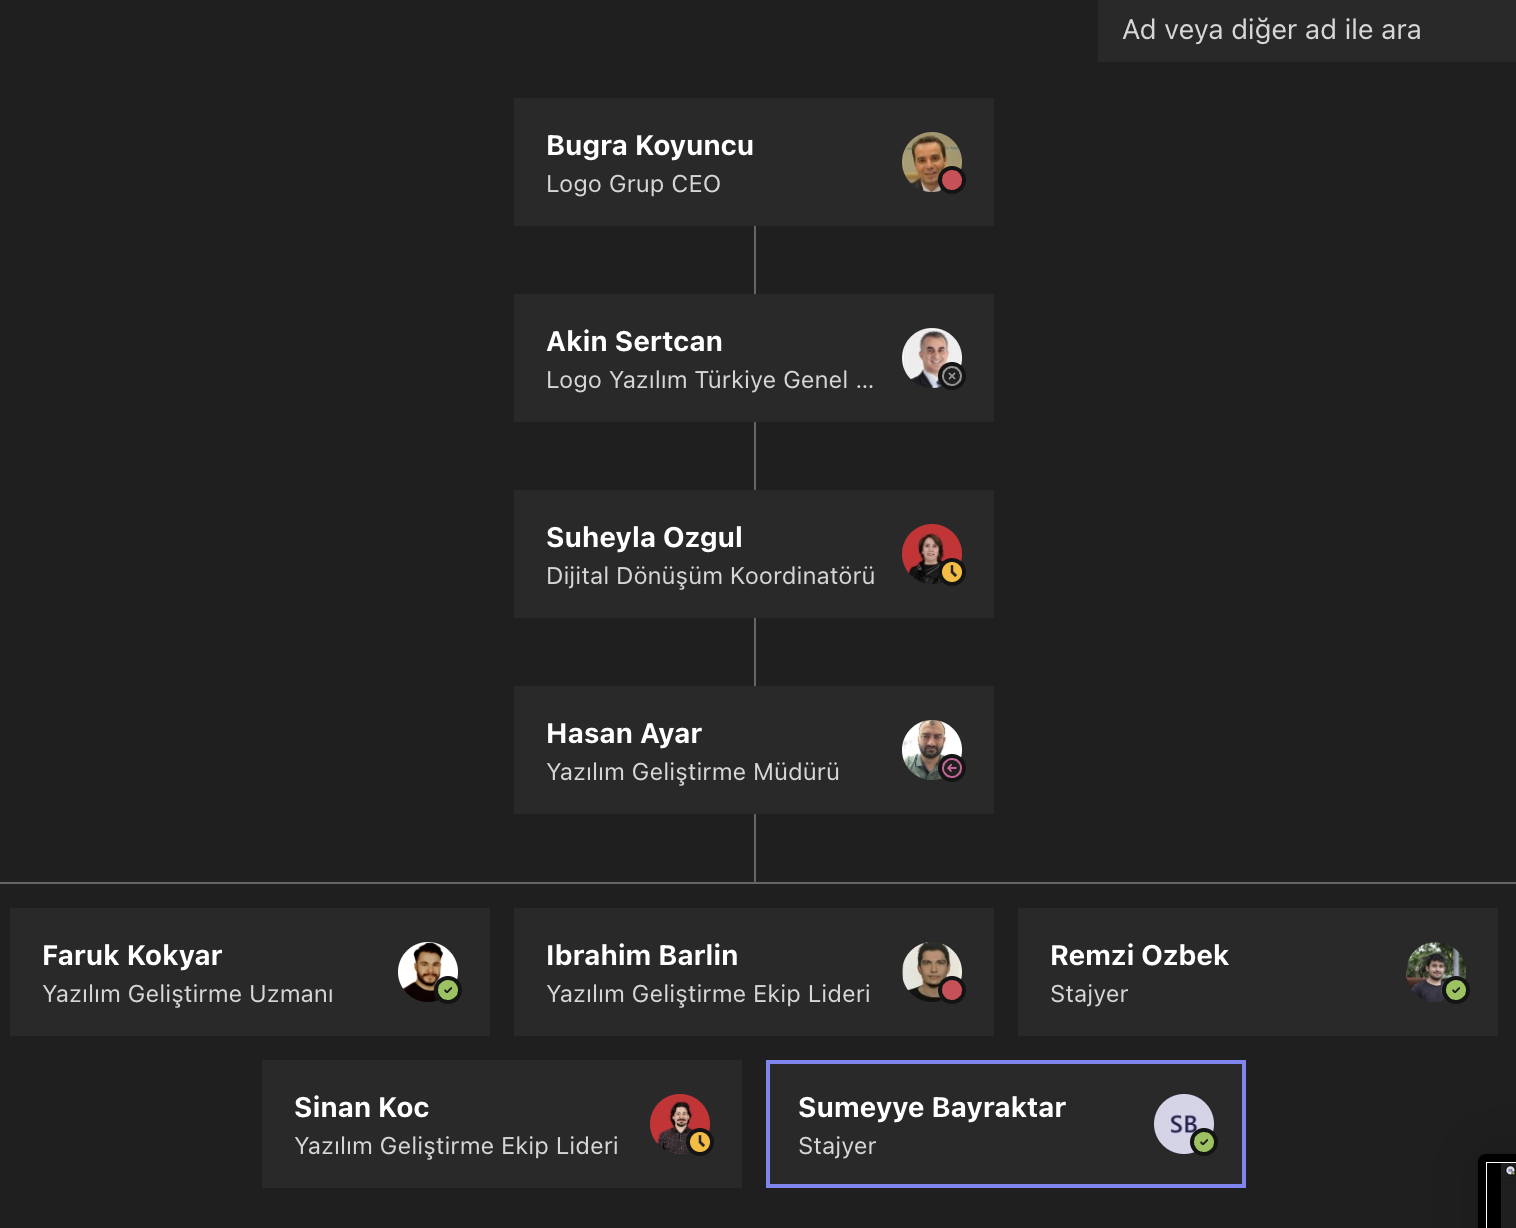 Ad veya diğer ad ile ara
Bugra Koyuncu
Logo Grup CEO
Akin Sertcan
Logo Yazılım Türkiye Genel ...
Suheyla Ozgul
Dijital Dönüşüm Koordinatörü
Hasan Ayar
Yazılım Geliştirme Müdürü
Faruk Kokyar
Yazılım Geliştirme Uzmanı
Ibrahim Barlin
Yazılım Geliştirme Ekip Lideri
Remzi Ozbek
Stajyer
Sinan Koc
Yazılım Geliştirme Ekip Lideri
Sumeyye Bayraktar
Stajyer
SB